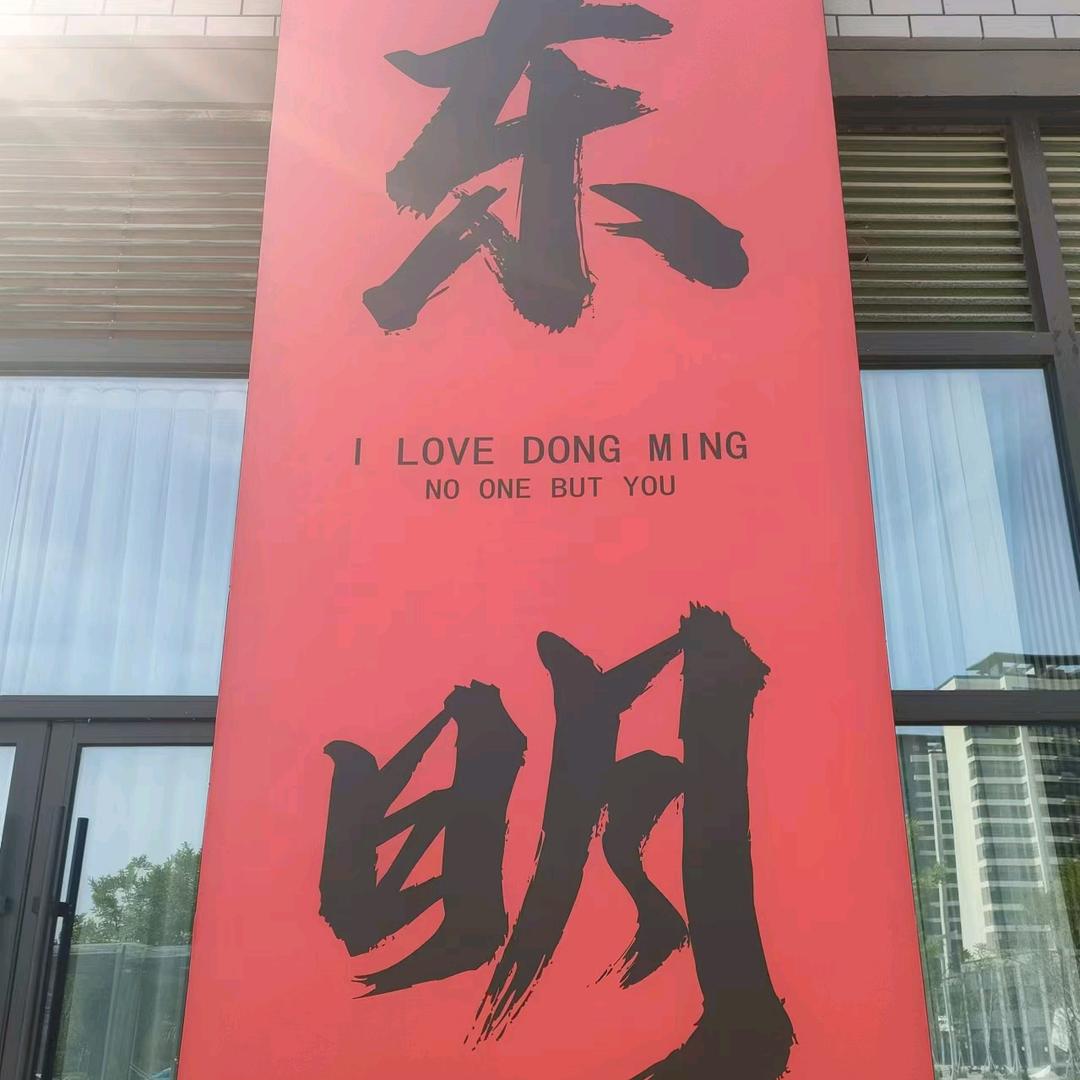 东
I LOVE DONG MING
NO ONE BUT YOU
明